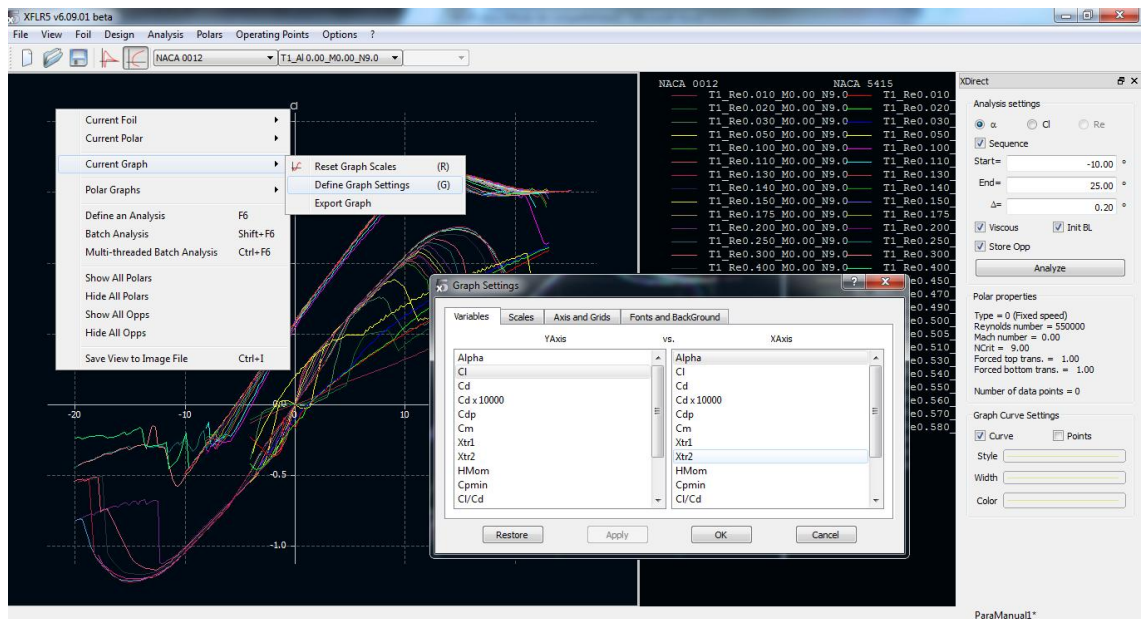 XFLR5 v6.09.01 beta
File View Foil Design Analysis Polars Operating Points Options ?
NACA 0012 T1_Al 0.00_M0.00_N9.0
Cl
Current Foil
Current Polar
Current Graph
Polar Graphs
Define an Analysis F6
Batch Analysis Shift+F6
Multi-threaded Batch Analysis Ctrl+F6
Show All Polars
Hide All Polars
Show All Opps
Hide All Opps
Save View to Image File Ctrl+I
Reset Graph Scales (R)
Define Graph Settings (G)
Export Graph
-20 -10 0.0 0 10
-0.5
-1.0
NACA 0012 NACA 5415
T1_Re0.010_M0.00_N9.0 T1_Re0.010
T1_Re0.020_M0.00_N9.0 T1_Re0.020
T1_Re0.030_M0.00_N9.0 T1_Re0.030
T1_Re0.050_M0.00_N9.0 T1_Re0.050
T1_Re0.100_M0.00_N9.0 T1_Re0.100
T1_Re0.110_M0.00_N9.0 T1_Re0.110
T1_Re0.130_M0.00_N9.0 T1_Re0.130
T1_Re0.140_M0.00_N9.0 T1_Re0.140
T1_Re0.150_M0.00_N9.0 T1_Re0.150
T1_Re0.175_M0.00_N9.0 T1_Re0.175
T1_Re0.200_M0.00_N9.0 T1_Re0.200
T1_Re0.250_M0.00_N9.0 T1_Re0.250
T1_Re0.300_M0.00_N9.0 T1_Re0.300
T1_Re0.400_M0.00_N9.0 T1_Re0.400
e0.450
e0.470
e0.490
e0.500
e0.505
e0.510
e0.530
e0.540
e0.550
e0.560
e0.570
e0.580
Graph Settings
Variables Scales Axis and Grids Fonts and BackGround
YAxis vs. XAxis
Alpha Alpha
Cl Cl
Cd Cd
Cd x 10000 Cd x 10000
Cdp Cdp
Cm Cm
Xtr1 Xtr1
Xtr2 Xtr2
HMom HMom
Cpmin Cpmin
Cl/Cd Cl/Cd
Restore Apply OK Cancel
XDirect
Analysis settings
α Cl Re
Sequence
Start= -10.00 °
End= 25.00 °
Δ= 0.20 °
Viscous Init BL
Store Opp
Analyze
Polar properties
Type = 0 (Fixed speed)
Reynolds number = 550000
Mach number = 0.00
NCrit = 9.00
Forced top trans. = 1.00
Forced bottom trans. = 1.00
Number of data points = 0
Graph Curve Settings
Curve Points
Style
Width
Color
ParaManual1*